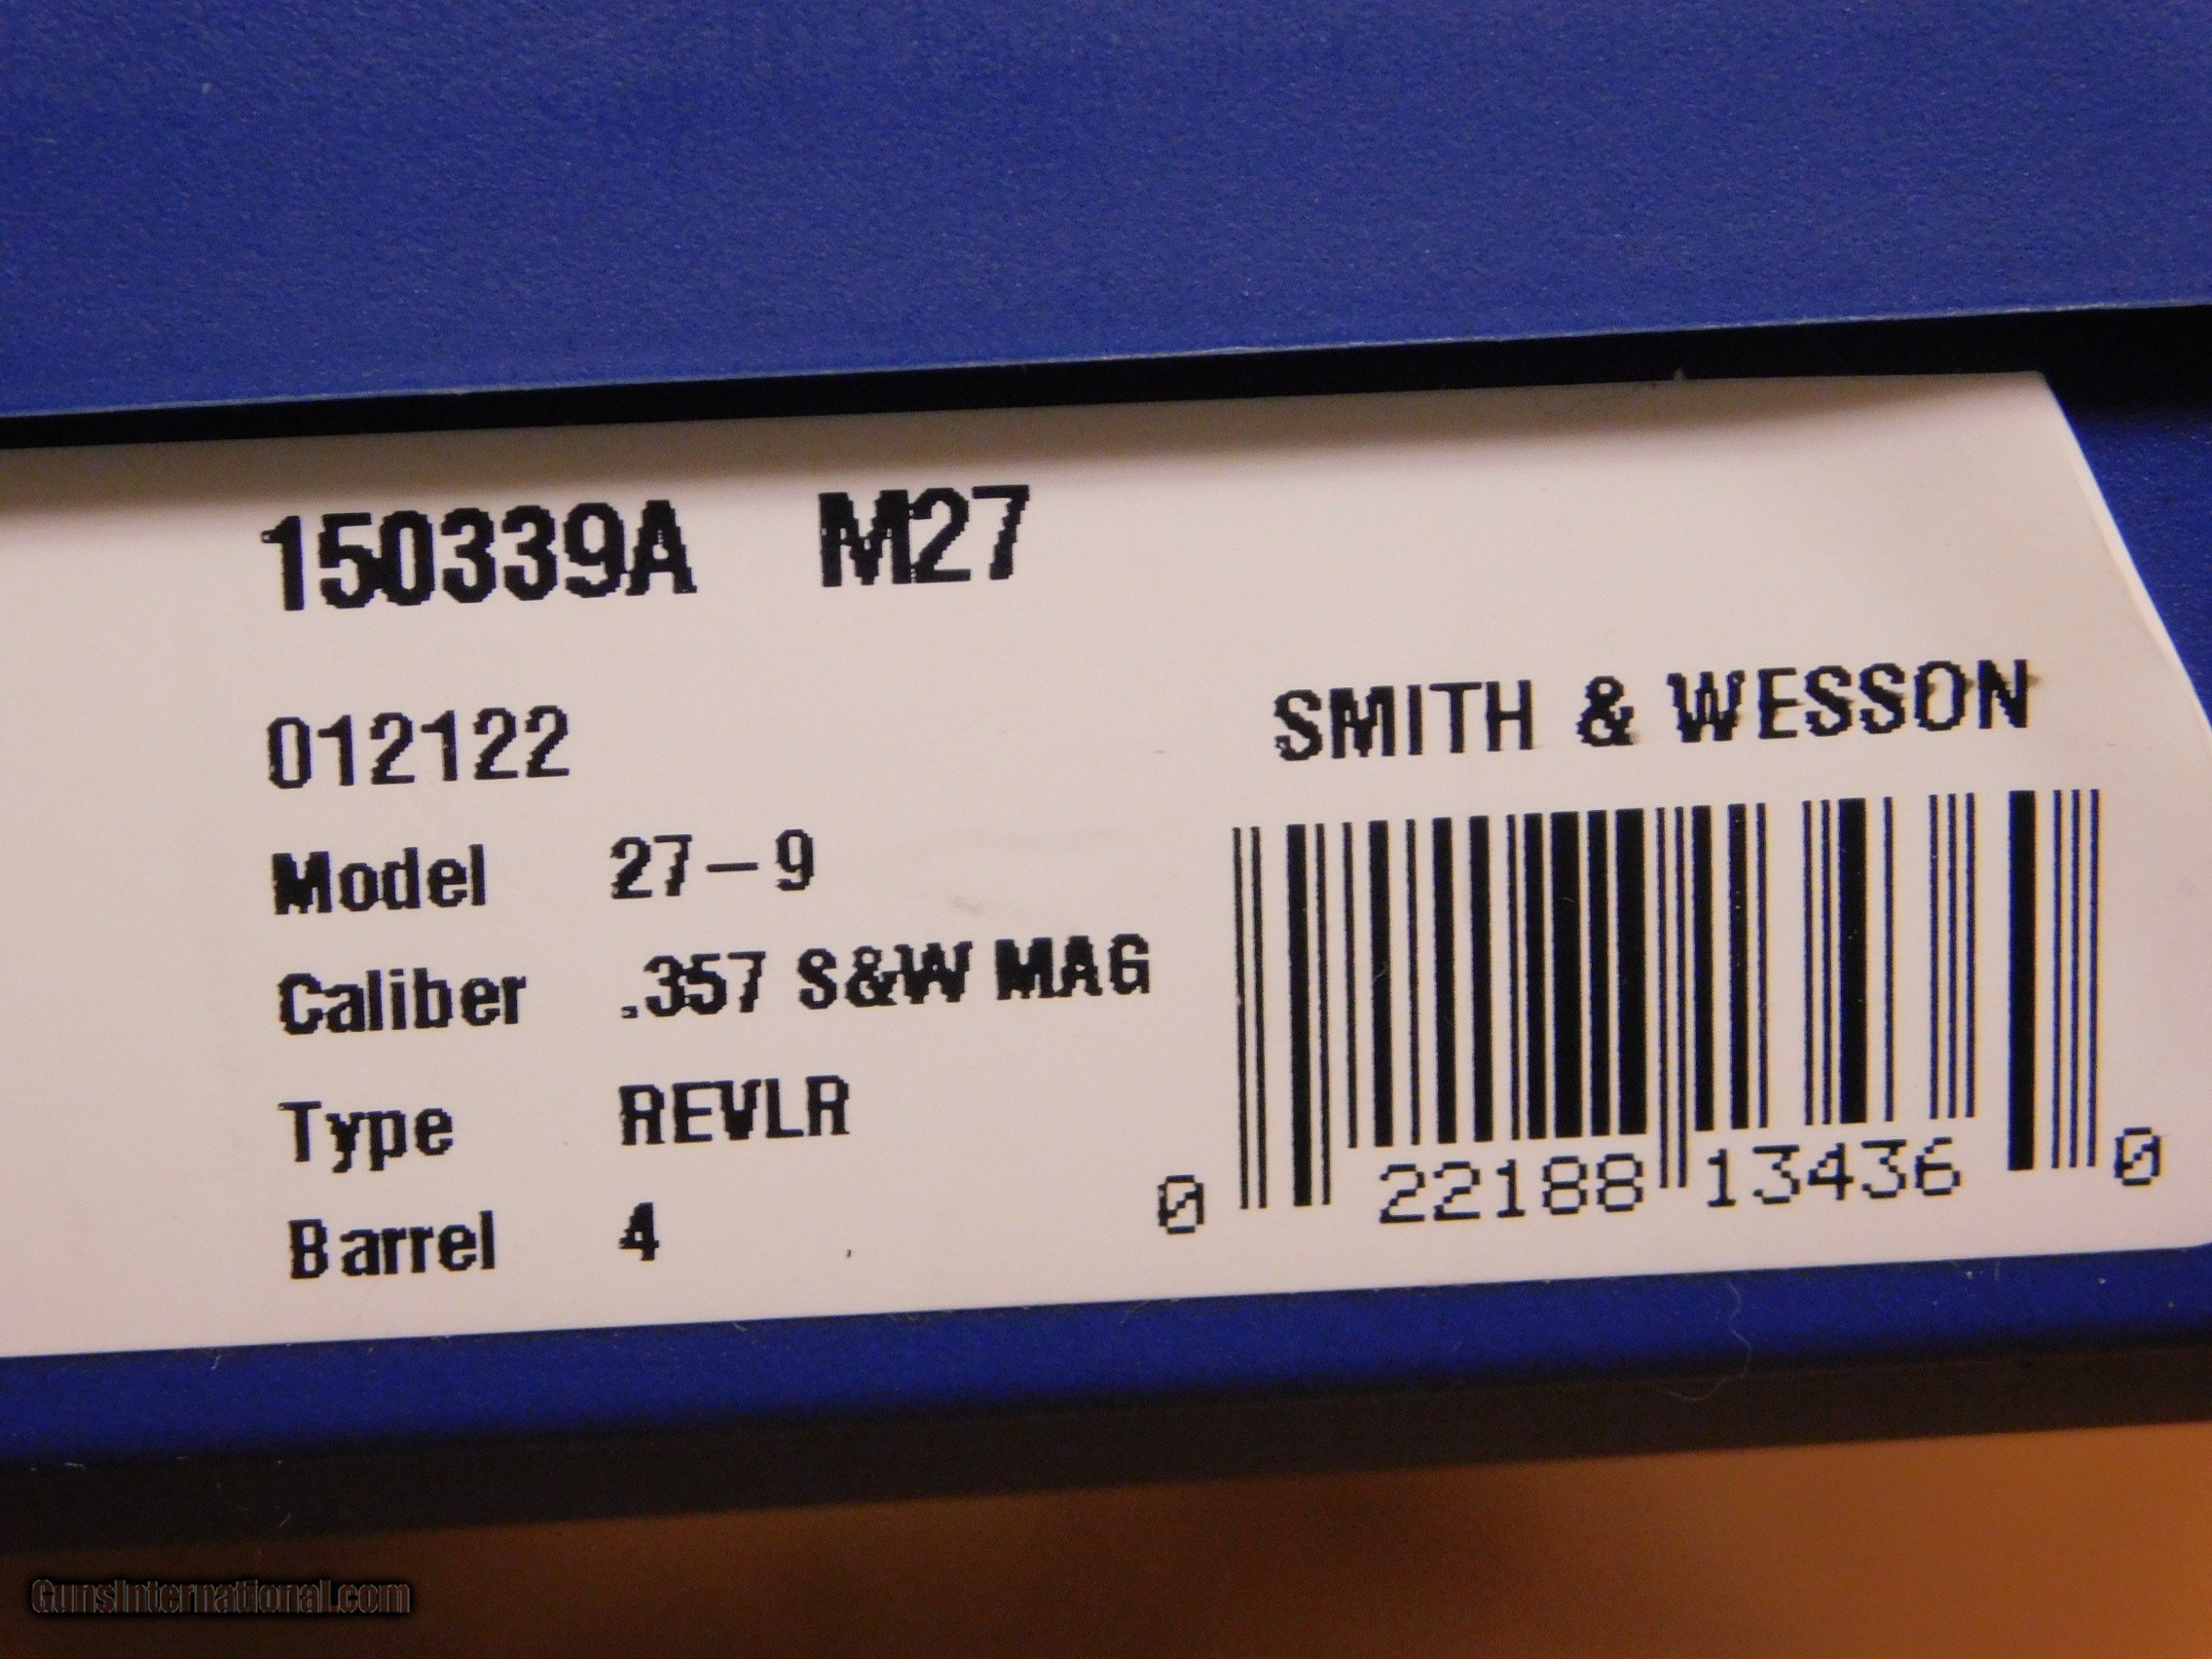 150339A M27
012122
SMITH & WESSON
Model 27-9
Caliber .357 S&W MAG
Type REVLR
Barrel 4
0 22188 13436 0
GunsInternational.com